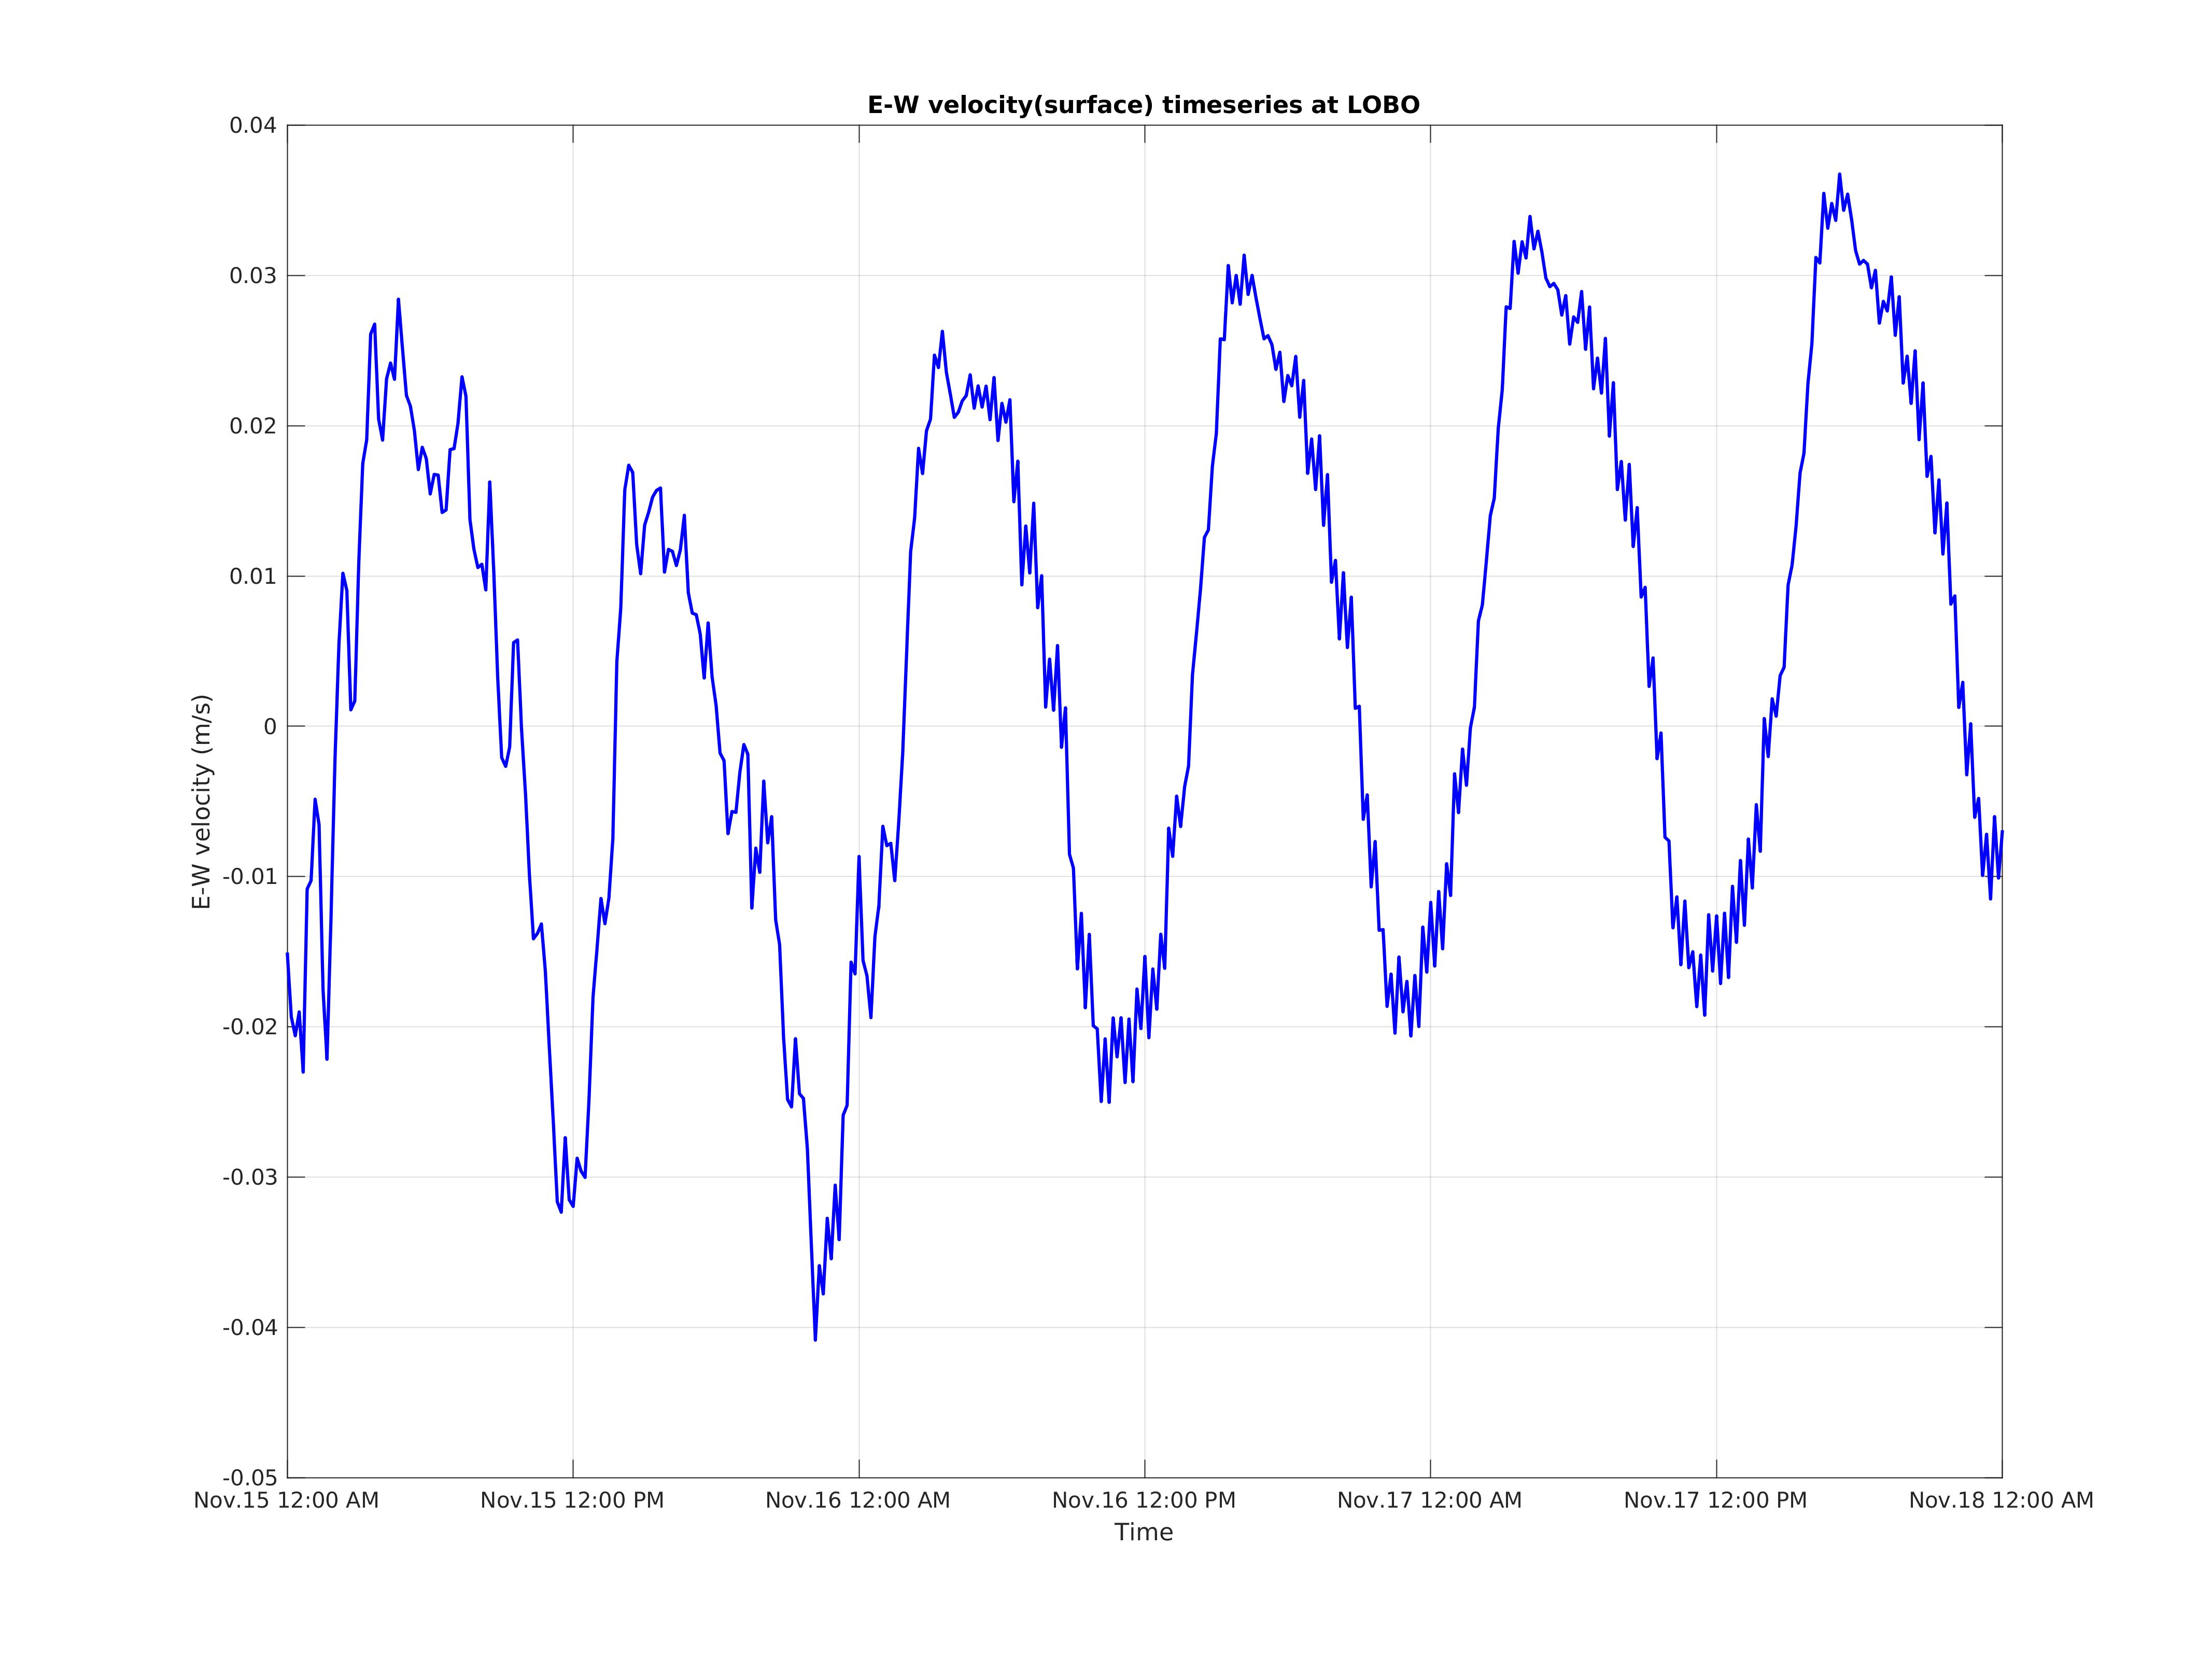 E-W velocity(surface) timeseries at LOBO
0.04
0.03
0.02
0.01
0
-0.01
-0.02
-0.03
-0.04
-0.05
E-W velocity (m/s)
Nov.15 12:00 AM
Nov.15 12:00 PM
Nov.16 12:00 AM
Nov.16 12:00 PM
Nov.17 12:00 AM
Nov.17 12:00 PM
Nov.18 12:00 AM
Time